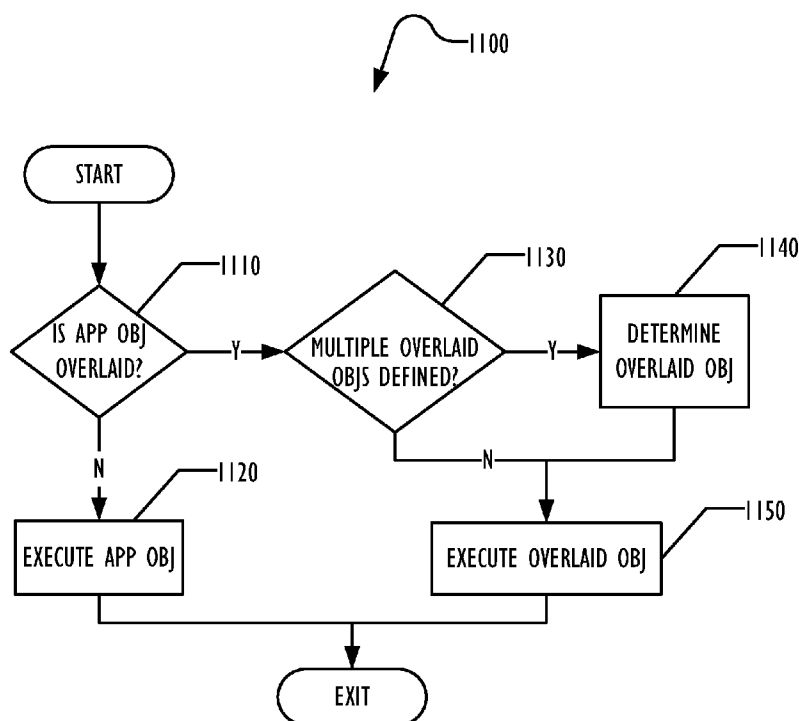 1100
START
1110
IS APP OBJ
OVERLAID?
Y
1130
MULTIPLE OVERLAID
OBJS DEFINED?
Y
1140
DETERMINE
OVERLAID OBJ
N
N
1120
EXECUTE APP OBJ
1150
EXECUTE OVERLAID OBJ
EXIT